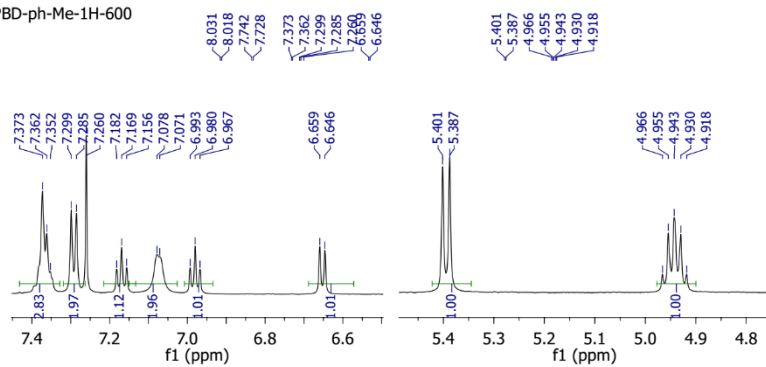 PBD-ph-Me-1H-600
8.031 8.018 7.742 7.728 7.373 7.362 7.299 7.285 7.260 6.659 6.646 5.401 5.387 4.966 4.955 4.943 4.930 4.918
7.373 7.362 7.352 7.299 7.285 7.260 7.182 7.169 7.156 7.078 7.071 6.993 6.980 6.967 6.659 6.646 5.401 5.387 4.966 4.955 4.943 4.930 4.918
2.83 1.97 1.12 1.96 1.01 1.01 1.00 1.00
7.4 7.2 7.0 6.8 6.6 5.4 5.3 5.2 5.1 5.0 4.9 4.8
f1 (ppm) f1 (ppm)